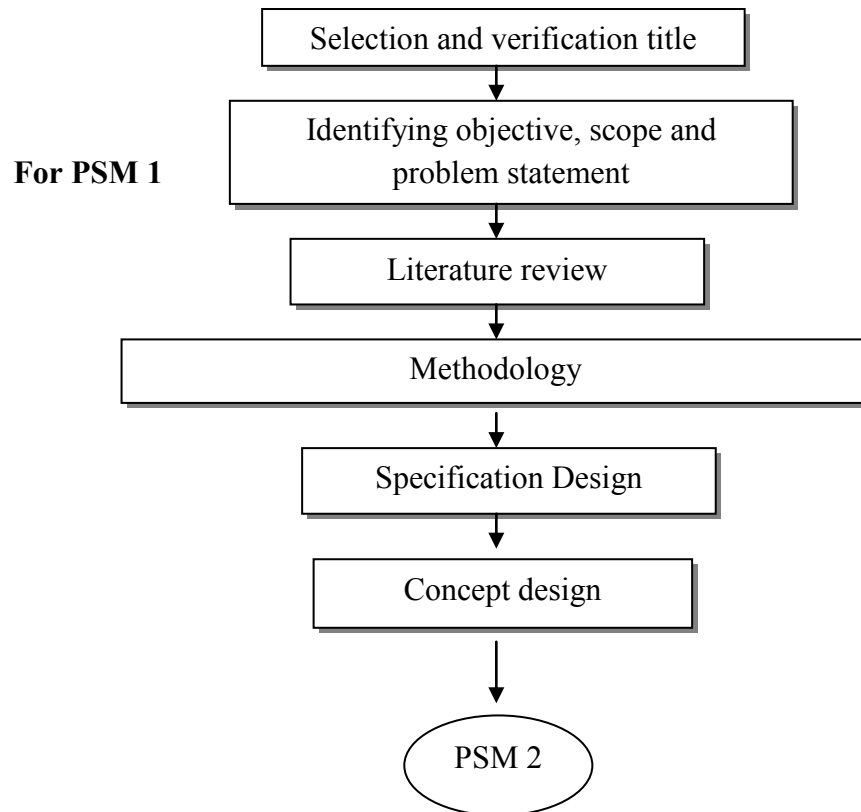 Selection and verification title
Identifying objective, scope and
problem statement
For PSM 1
Literature review
Methodology
Specification Design
Concept design
PSM 2